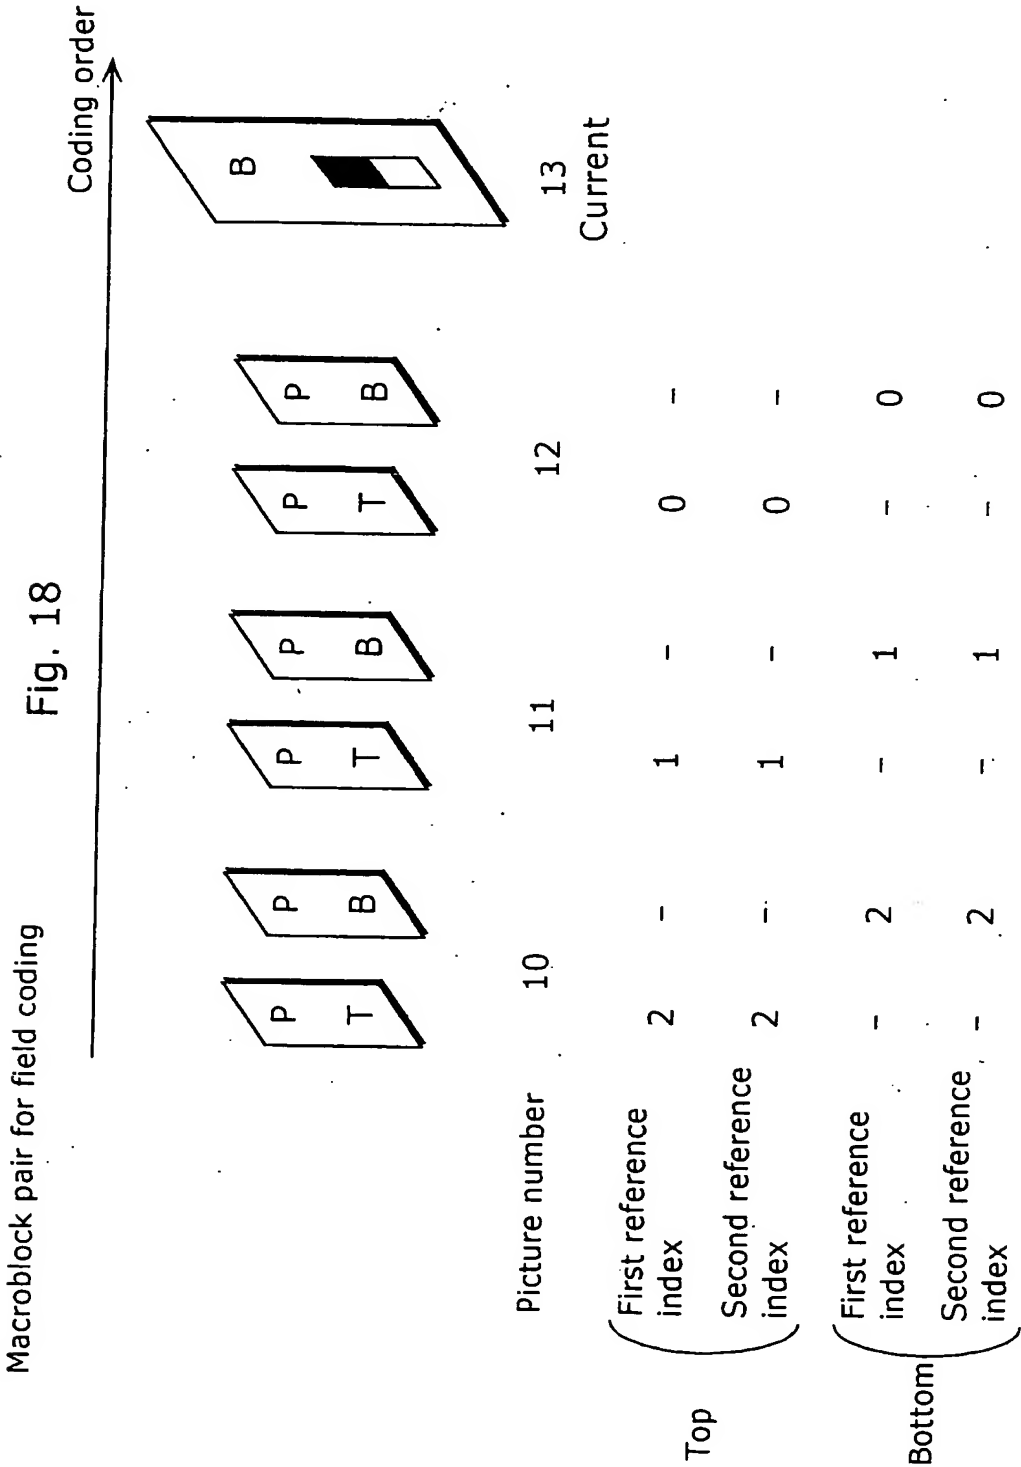 Fig. 18
Macroblock pair for field coding
Coding order
P P P P P P B
T B T B T B
Picture number 10 11 12 13
Current
Top
First reference
index 2 - 1 - 0 -
Second reference
index 2 - 1 - 0 -
Bottom
First reference
index - 2 - 1 - 0
Second reference
index - 2 - 1 - 0